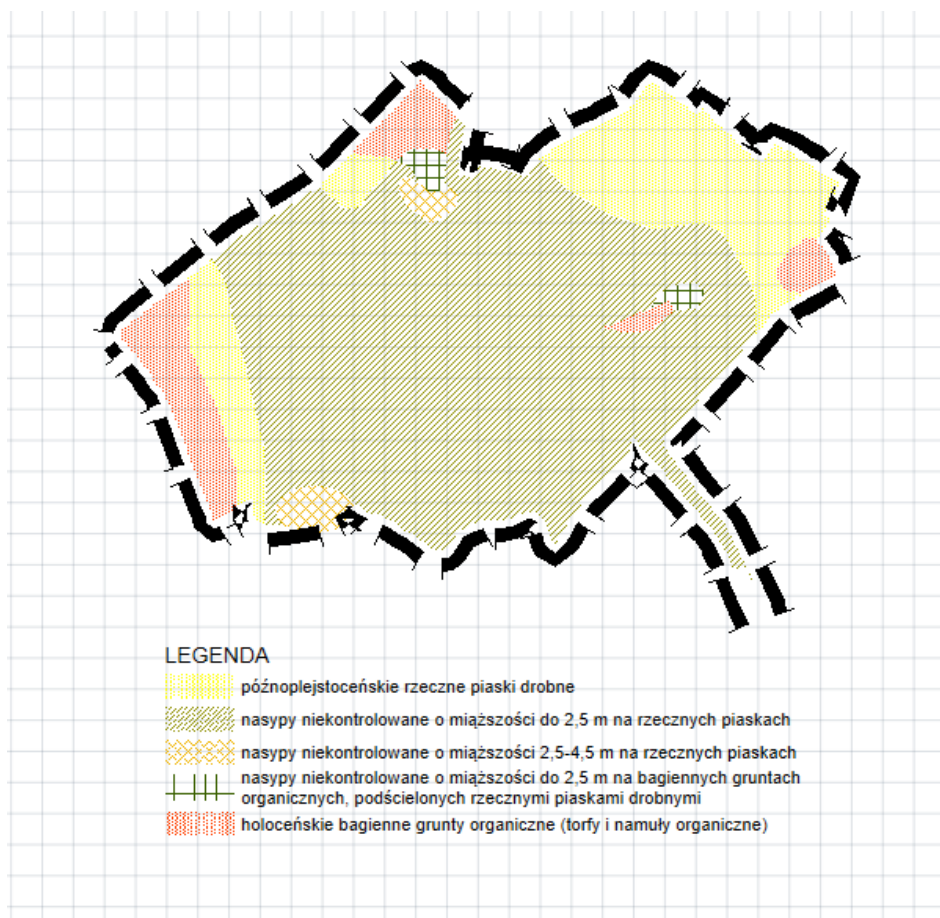 LEGENDA
późnoplejstoceńskie rzeczne piaski drobne
nasypy niekontrolowane o miąższości do 2,5 m na rzecznych piaskach
nasypy niekontrolowane o miąższości 2,5-4,5 m na rzecznych piaskach
nasypy niekontrolowane o miąższości do 2,5 m na bagiennych gruntach
organicznych, podścielonych rzecznymi piaskami drobnymi
holoceńskie bagienne grunty organiczne (torfy i namuły organiczne)